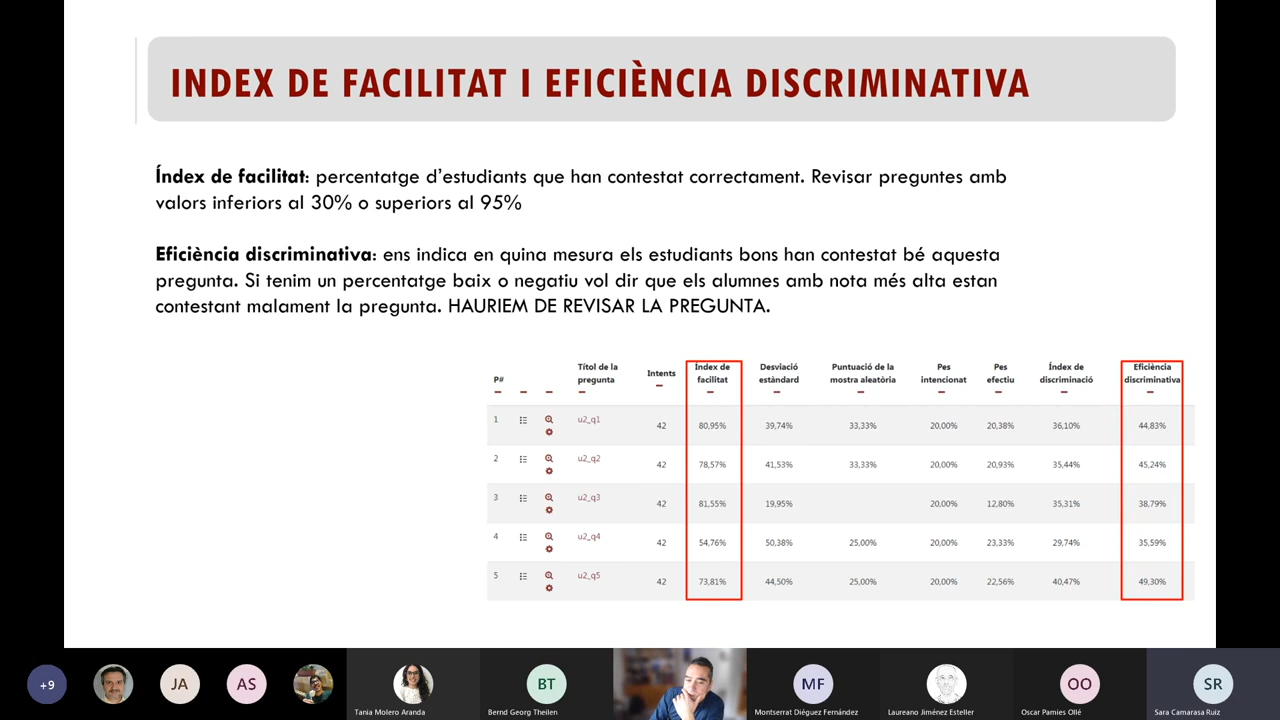 INDEX DE FACILITAT I EFICIÈNCIA DISCRIMINATIVA
Índex de facilitat: percentatge d'estudiants que han contestat correctament. Revisar preguntes amb
valors inferiors al 30% o superiors al 95%
Eficiència discriminativa: ens indica en quina mesura els estudiants bons han contestat bé aquesta
pregunta. Si tenim un percentatge baix o negatiu vol dir que els alumnes amb nota més alta estan
contestant malament la pregunta. HAURIEM DE REVISAR LA PREGUNTA.
P# Títol de la pregunta Intents Índex de facilitat Desviació estàndard Puntuació de la mostra aleatòria Pes intencionat Pes efectiu Índex de discriminació Eficiència discriminativa
1 u2_q1 42 80,95% 39,74% 33,33% 20,00% 20,38% 36,10% 44,83%
2 u2_q2 42 78,57% 41,53% 33,33% 20,00% 20,93% 35,44% 45,24%
3 u2_q3 42 81,55% 19,95% 20,00% 12,80% 35,31% 38,79%
4 u2_q4 42 54,76% 50,38% 25,00% 20,00% 23,33% 29,74% 35,59%
5 u2_q5 42 73,81% 44,50% 25,00% 20,00% 22,56% 40,47% 49,30%
+9 JA AS BT MF OO SR
Tania Molero Aranda Bernd Georg Theilen Montserrat Diéguez Fernández Laureano Jiménez Esteller Oscar Pamies Ollé Sara Camarasa Ruiz